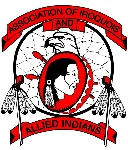 ASSOCIATION OF IROQUOIS
AND
ALLIED INDIANS